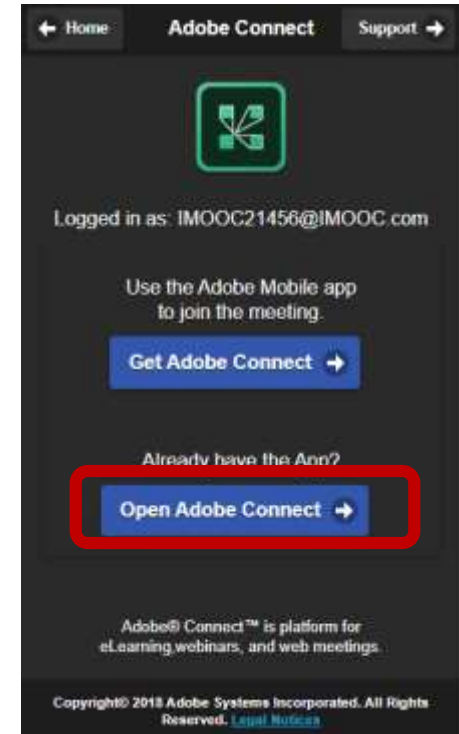 ← Home
Adobe Connect
Support →
Logged in as: IMOOC21456@IMOOC.com
Use the Adobe Mobile app
to join the meeting.
Get Adobe Connect →
Already have the App?
Open Adobe Connect →
Adobe® Connect™ is platform for
eLearning,webinars, and web meetings.
Copyright© 2018 Adobe Systems Incorporated. All Rights
Reserved. Legal Notices